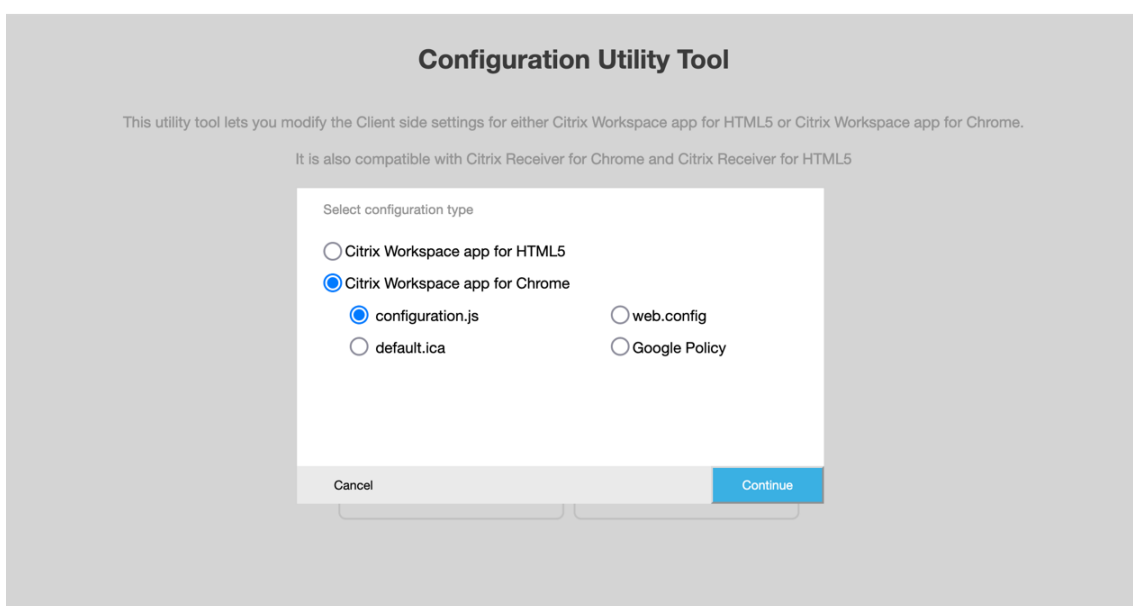 Configuration Utility Tool
This utility tool lets you modify the Client side settings for either Citrix Workspace app for HTML5 or Citrix Workspace app for Chrome.
It is also compatible with Citrix Receiver for Chrome and Citrix Receiver for HTML5
Select configuration type
Citrix Workspace app for HTML5
Citrix Workspace app for Chrome
configuration.js web.config
default.ica Google Policy
Cancel Continue